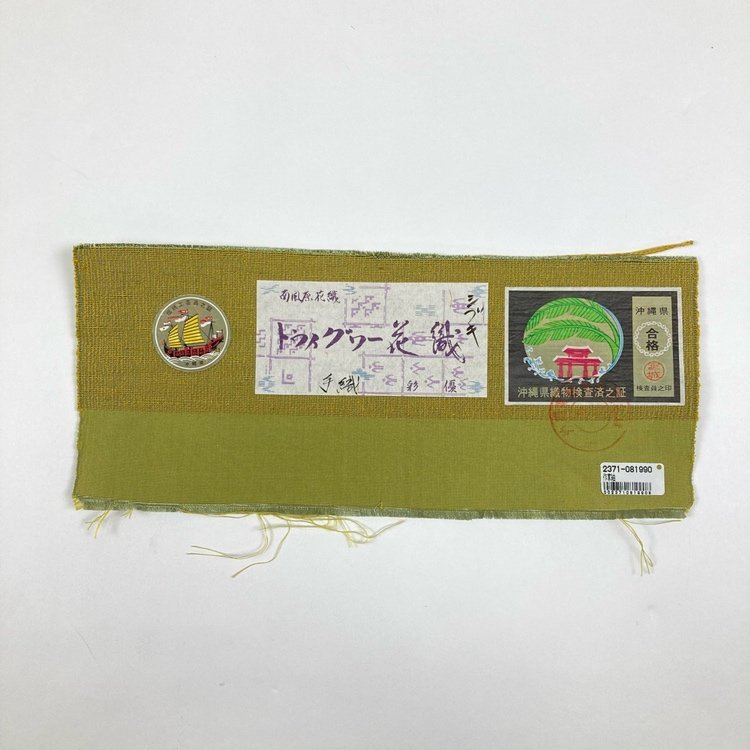 南風原花織
トゥイグワー花織
シブキ
手織
彩 優
沖縄県
合格
検査員之印
沖縄県織物検査済之証
2371-081990